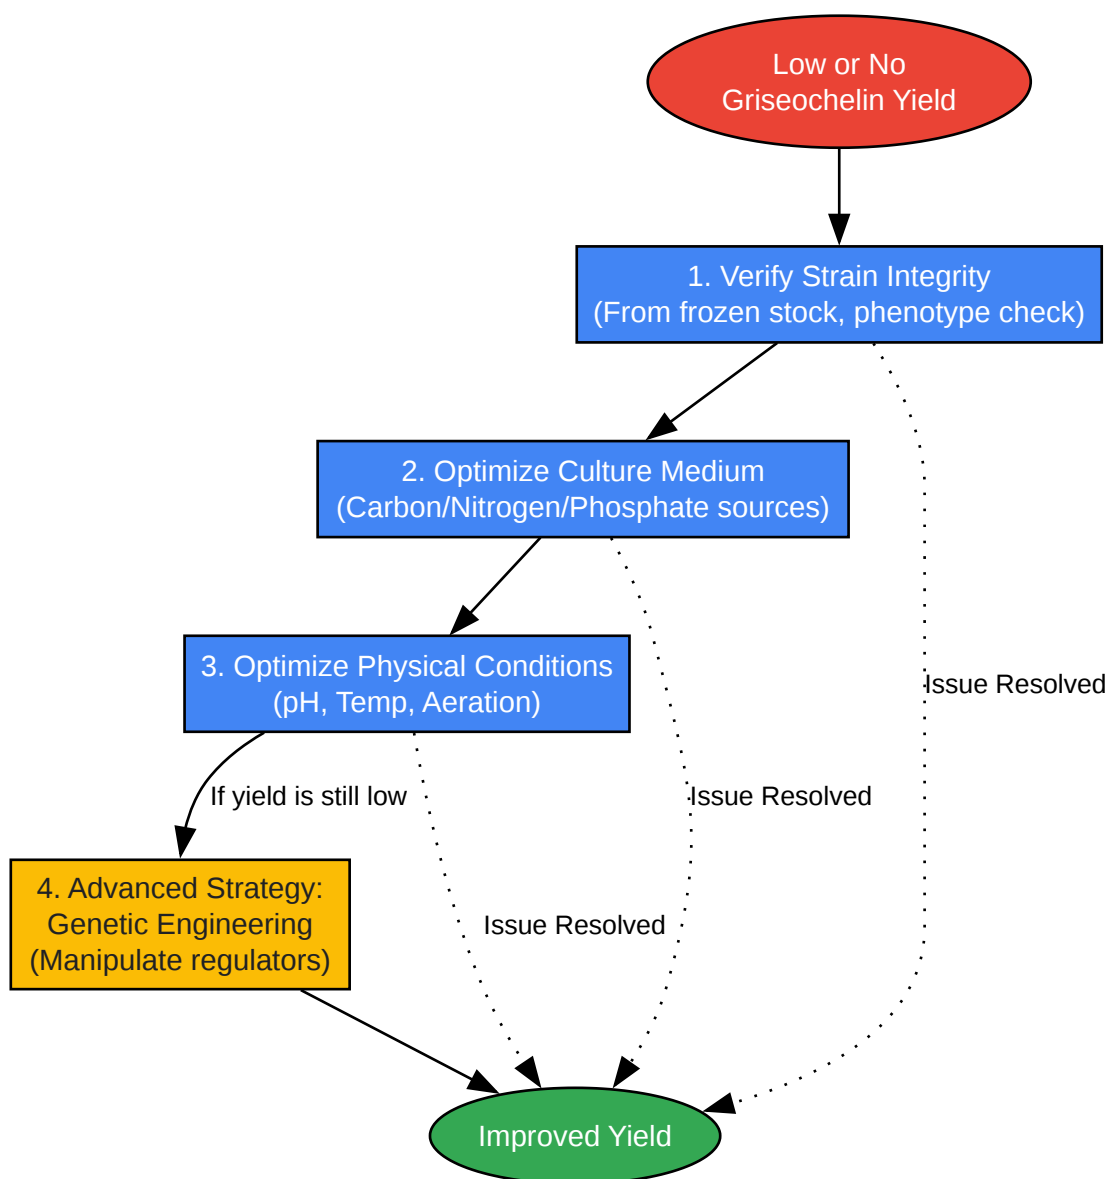 Low or No
Griseochelin Yield
1. Verify Strain Integrity
(From frozen stock, phenotype check)
2. Optimize Culture Medium
(Carbon/Nitrogen/Phosphate sources)
3. Optimize Physical Conditions
(pH, Temp, Aeration)
Issue Resolved
If yield is still low
Issue Resolved
4. Advanced Strategy:
Genetic Engineering
(Manipulate regulators)
Issue Resolved
Improved Yield